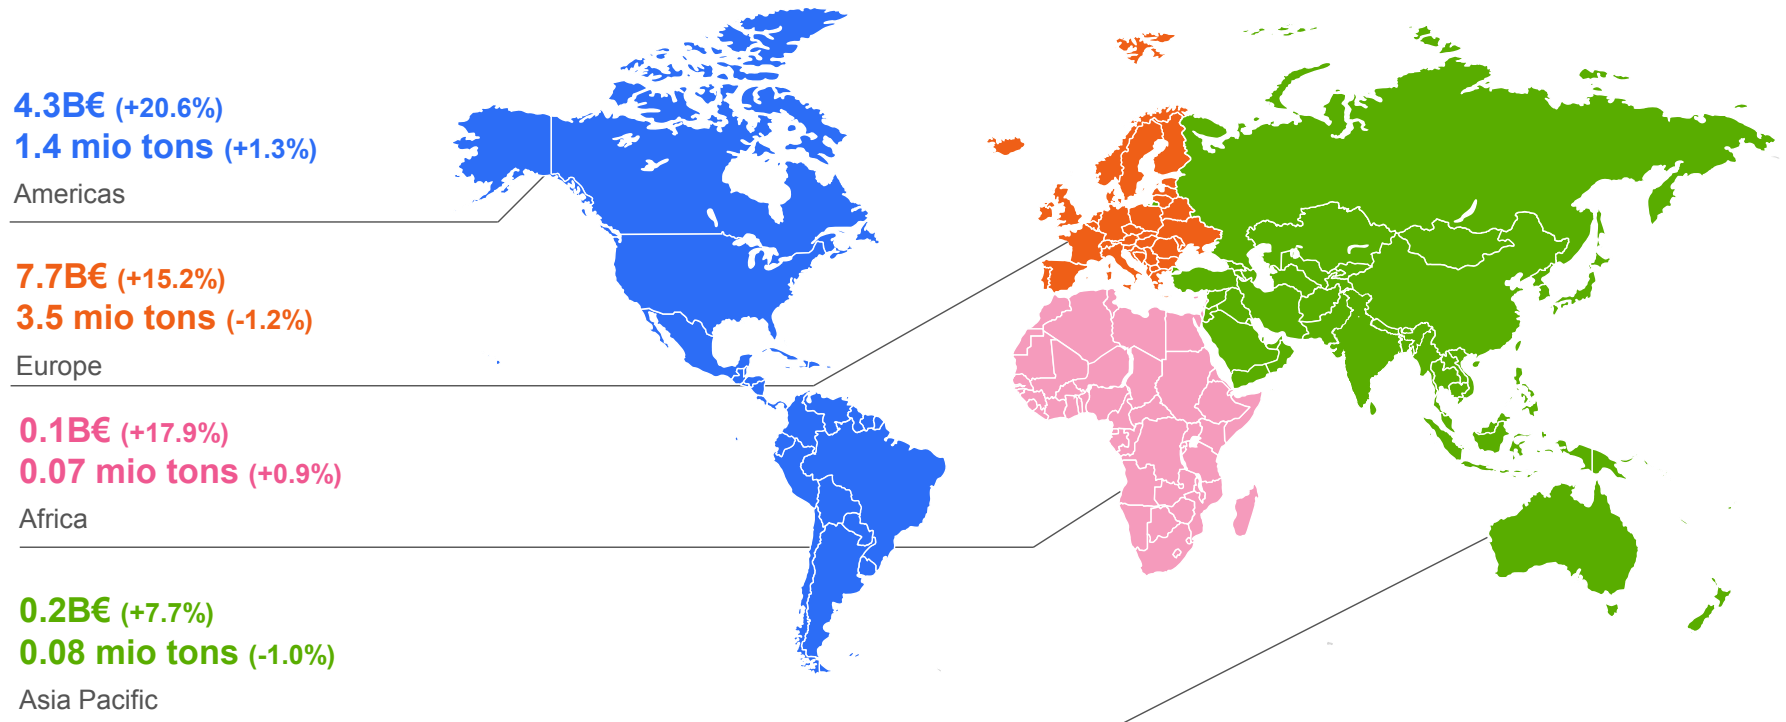 4.3B€ (+20.6%)
1.4 mio tons (+1.3%)
Americas
7.7B€ (+15.2%)
3.5 mio tons (-1.2%)
Europe
0.1B€ (+17.9%)
0.07 mio tons (+0.9%)
Africa
0.2B€ (+7.7%)
0.08 mio tons (-1.0%)
Asia Pacific